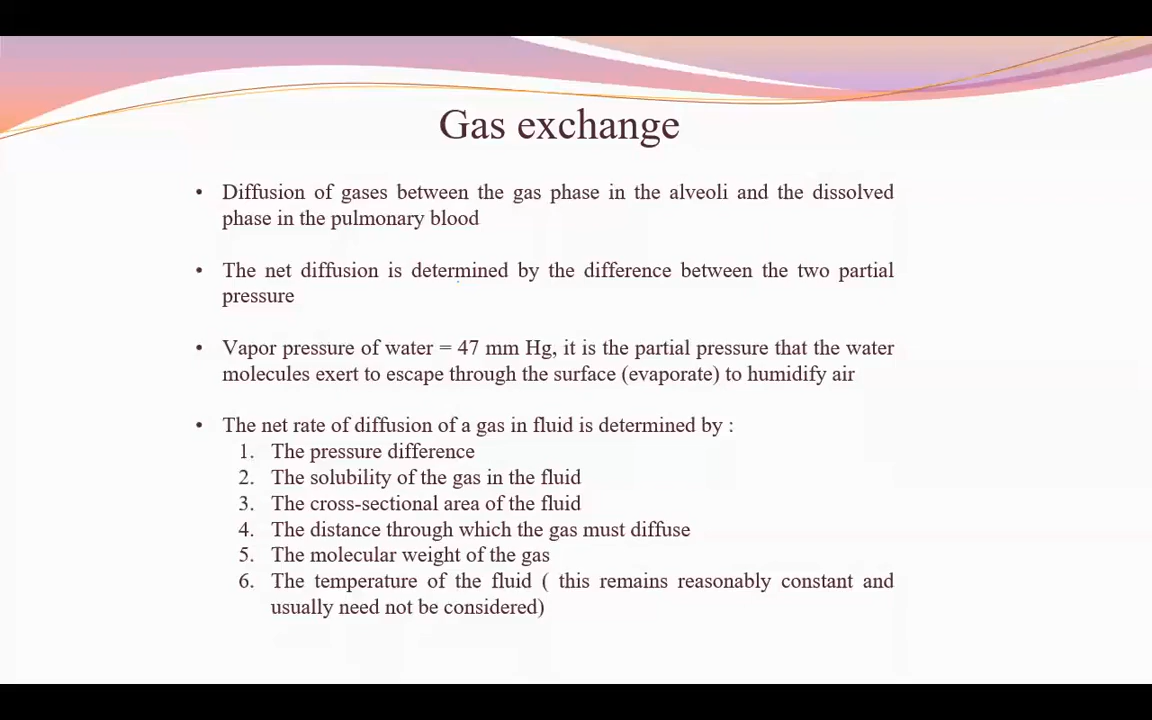 Gas exchange
• Diffusion of gases between the gas phase in the alveoli and the dissolved
phase in the pulmonary blood
• The net diffusion is determined by the difference between the two partial
pressure
• Vapor pressure of water = 47 mm Hg, it is the partial pressure that the water
molecules exert to escape through the surface (evaporate) to humidify air
• The net rate of diffusion of a gas in fluid is determined by :
1. The pressure difference
2. The solubility of the gas in the fluid
3. The cross-sectional area of the fluid
4. The distance through which the gas must diffuse
5. The molecular weight of the gas
6. The temperature of the fluid ( this remains reasonably constant and
usually need not be considered)